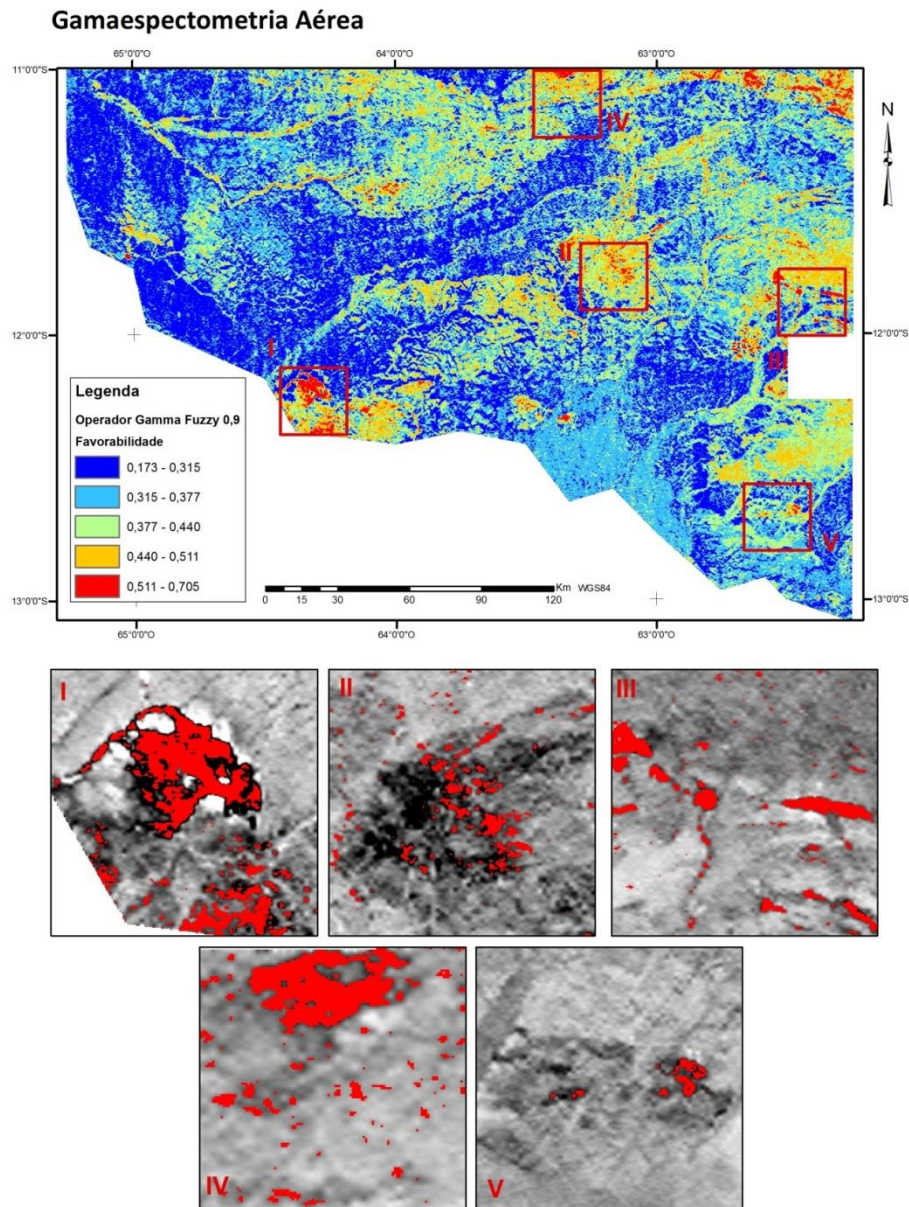 Gamaespectometria Aérea
65°0'0"O
64°0'0"O
63°0'0"O
11°0'0"S
11°0'0"S
N
IV
II
12°0'0"S
12°0'0"S
I
III
Legenda
Operador Gamma Fuzzy 0,9
Favorabilidade
0,173 - 0,315
0,315 - 0,377
0,377 - 0,440
0,440 - 0,511
0,511 - 0,705
V
Km
WGS84
0
15
30
60
90
120
13°0'0"S
13°0'0"S
65°0'0"O
64°0'0"O
63°0'0"O
I
II
III
IV
V